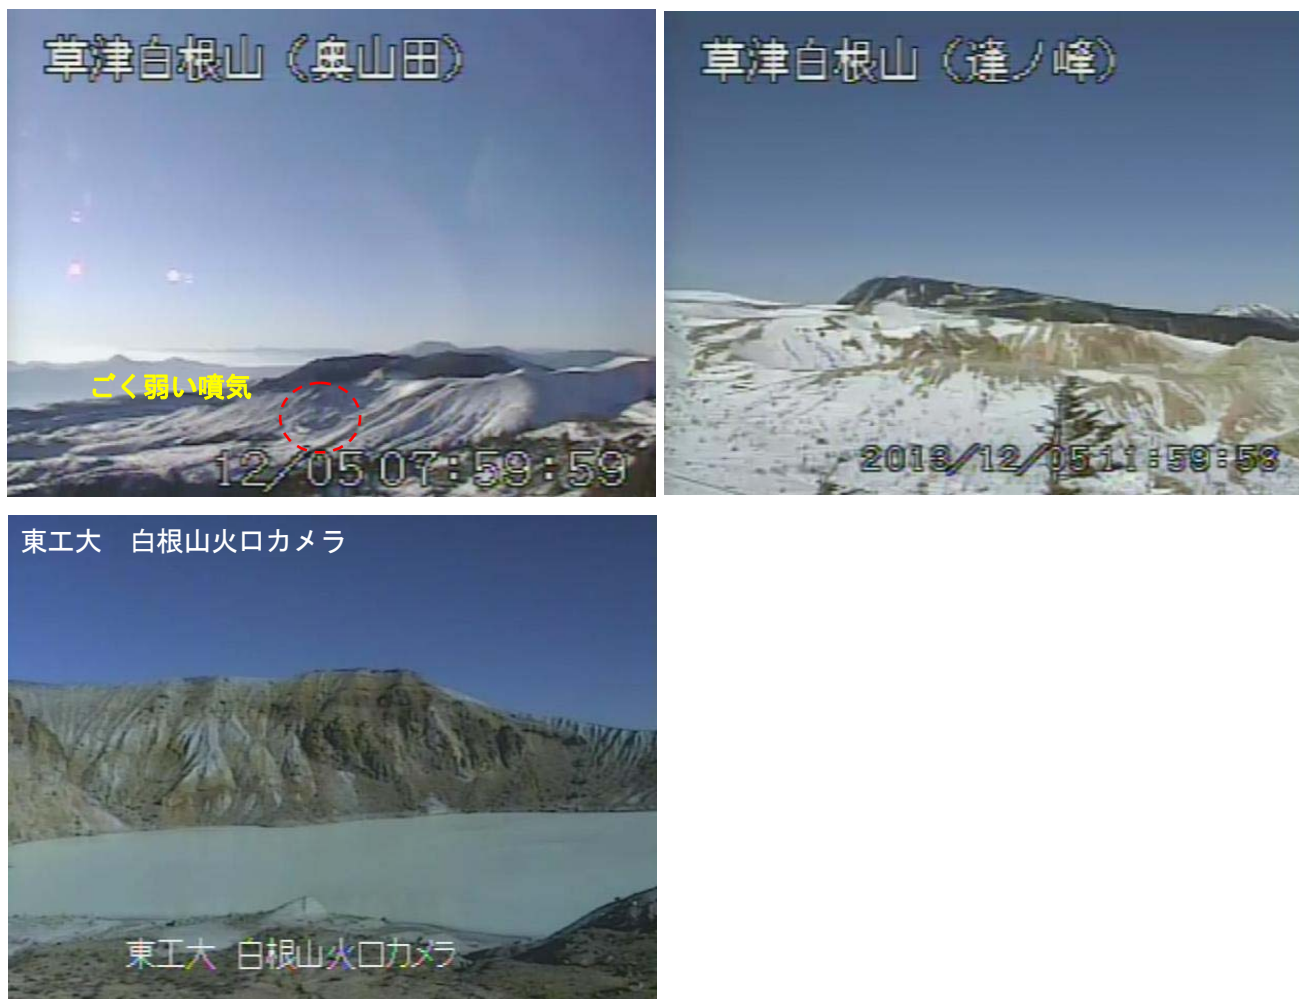 草津白根山（奥山田）
ごく弱い噴気
12/05 07:59:59
草津白根山（逢ノ峰）
2013/12/05 11:59:58
東工大　白根山火口カメラ
東工大 白根山火口カメラ